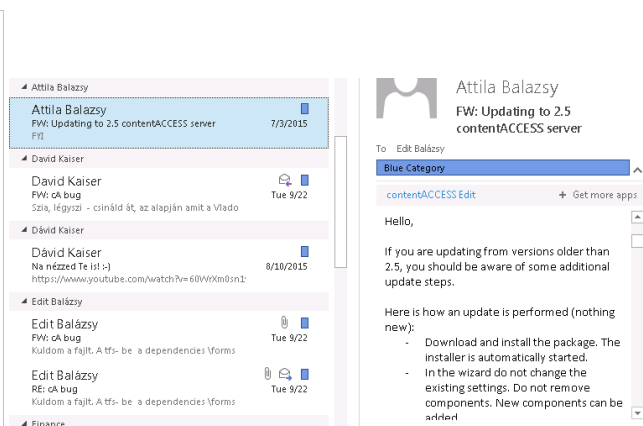 Attila Balazsy
Attila Balazsy
FW: Updating to 2.5 contentACCESS server 7/3/2015
FYI
David Kaiser
David Kaiser
FW: cA bug Tue 9/22
Szia, légyszi - csináld át, az alapján amit a Vlado
Dávid Kaiser
Dávid Kaiser
Na nézzed Te is! :-) 8/10/2015
https://www.youtube.com/watch?v=60WrXm0sn1
Edit Balázsy
Edit Balázsy
FW: cA bug Tue 9/22
Kuldom a fajlt. A tfs- be a dependencies \forms
Edit Balázsy
RE: cA bug Tue 9/22
Kuldom a fajlt. A tfs- be a dependencies \forms
Finance
Attila Balazsy
FW: Updating to 2.5
contentACCESS server
To Edit Balázsy
Blue Category
contentACCESS Edit + Get more apps
Hello,
If you are updating from versions older than
2.5, you should be aware of some additional
update steps.
Here is how an update is performed (nothing
new):
- Download and install the package. The
installer is automatically started.
- In the wizard do not change the
existing settings. Do not remove
components. New components can be
added